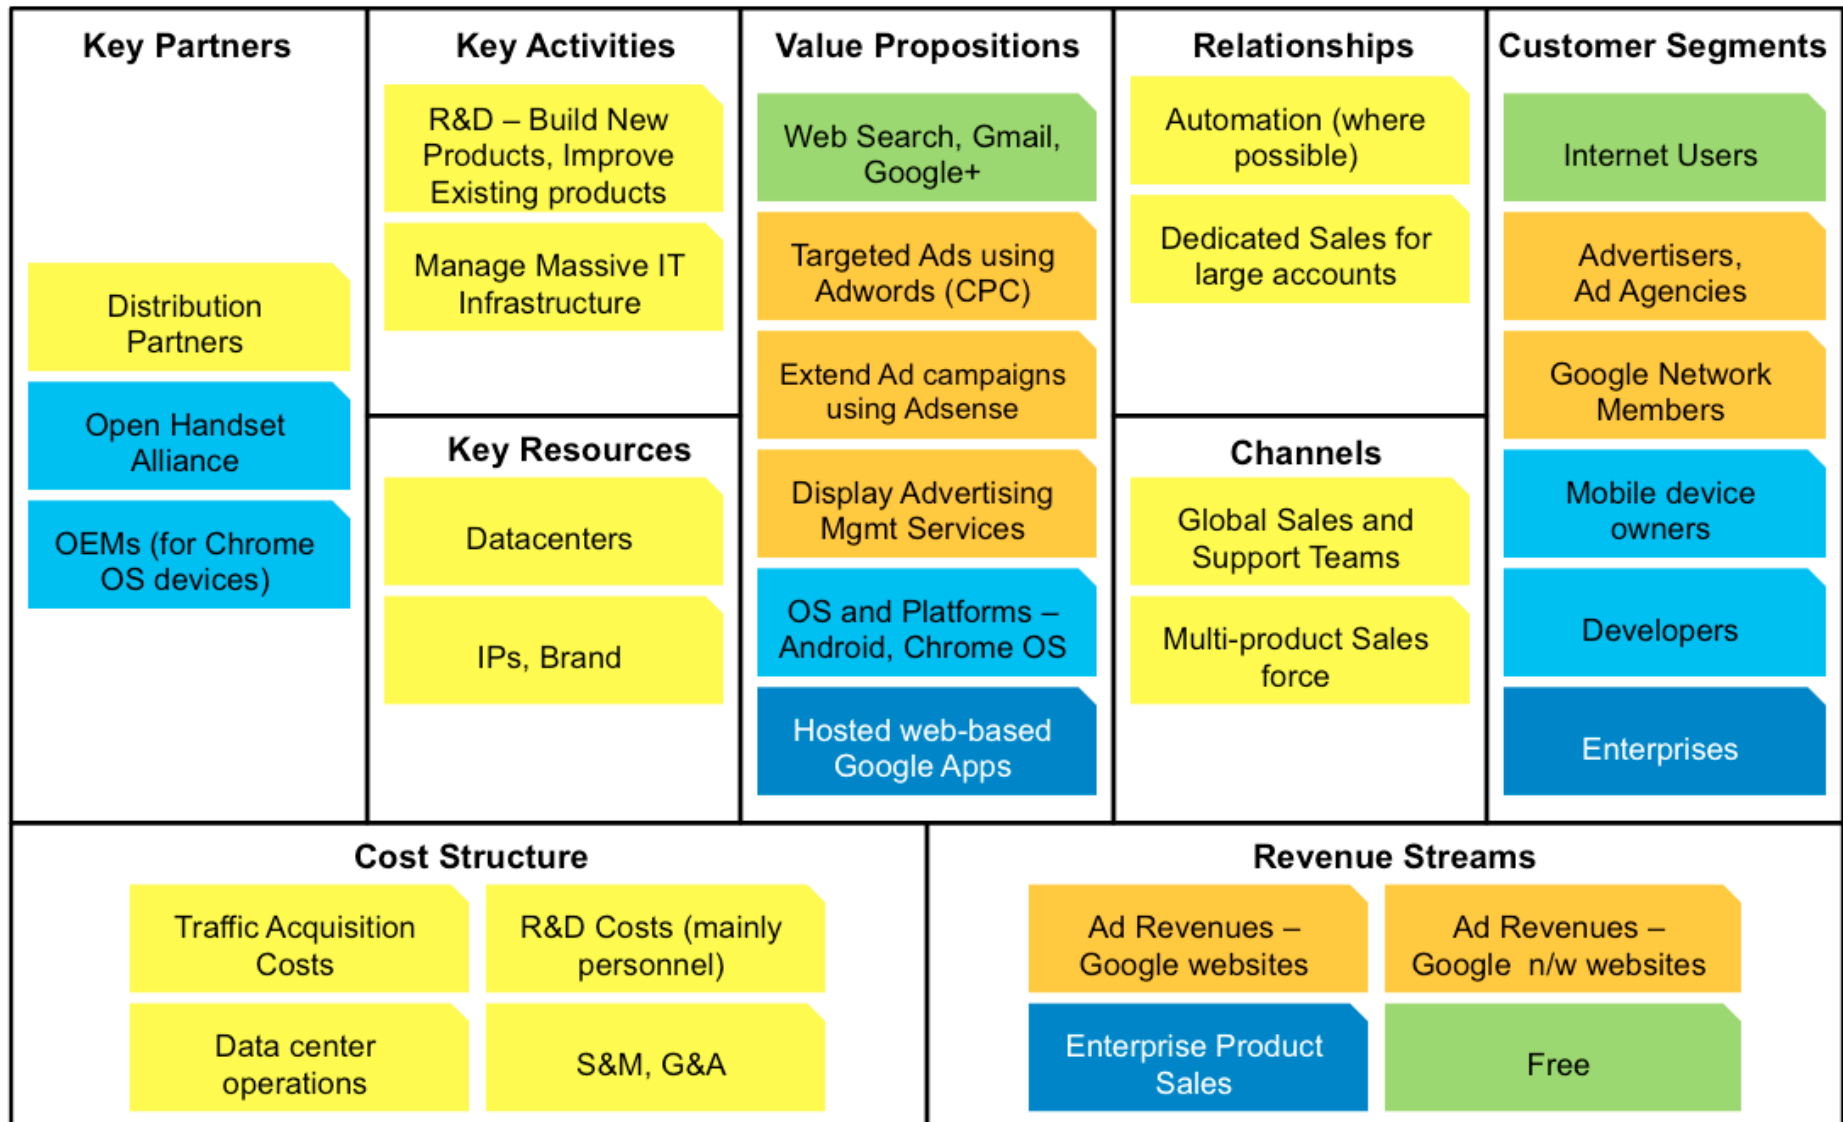 Key Partners
Distribution
Partners
Open Handset
Alliance
OEMs (for Chrome
OS devices)
Key Activities
R&D – Build New
Products, Improve
Existing products
Manage Massive IT
Infrastructure
Key Resources
Datacenters
IPs, Brand
Value Propositions
Web Search, Gmail,
Google+
Targeted Ads using
Adwords (CPC)
Extend Ad campaigns
using Adsense
Display Advertising
Mgmt Services
OS and Platforms –
Android, Chrome OS
Hosted web-based
Google Apps
Relationships
Automation (where
possible)
Dedicated Sales for
large accounts
Channels
Global Sales and
Support Teams
Multi-product Sales
force
Customer Segments
Internet Users
Advertisers,
Ad Agencies
Google Network
Members
Mobile device
owners
Developers
Enterprises
Cost Structure
Traffic Acquisition
Costs
R&D Costs (mainly
personnel)
Data center
operations
S&M, G&A
Revenue Streams
Ad Revenues –
Google websites
Ad Revenues –
Google n/w websites
Enterprise Product
Sales
Free